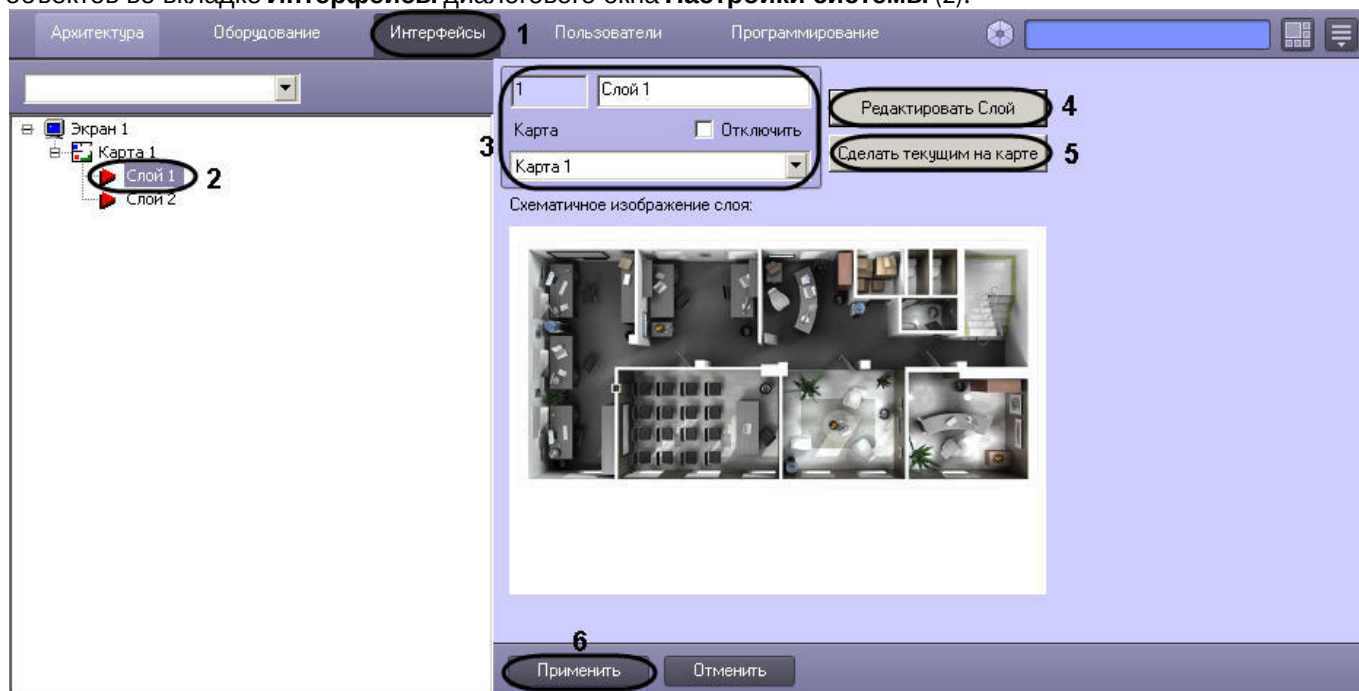 объектов во вкладке Интерфейсы диалогового окна Настройки системы (2).
Архитектура Оборудование Интерфейсы 1 Пользователи Программирование
1 Слой 1
Редактировать Слой 4
Экран 1
3 Карта Отключить
Карта 1
Сделать текущим на карте 5
Карта 1
Слой 1 2
Слой 2
Схематичное изображение слоя:
6
Применить Отменить